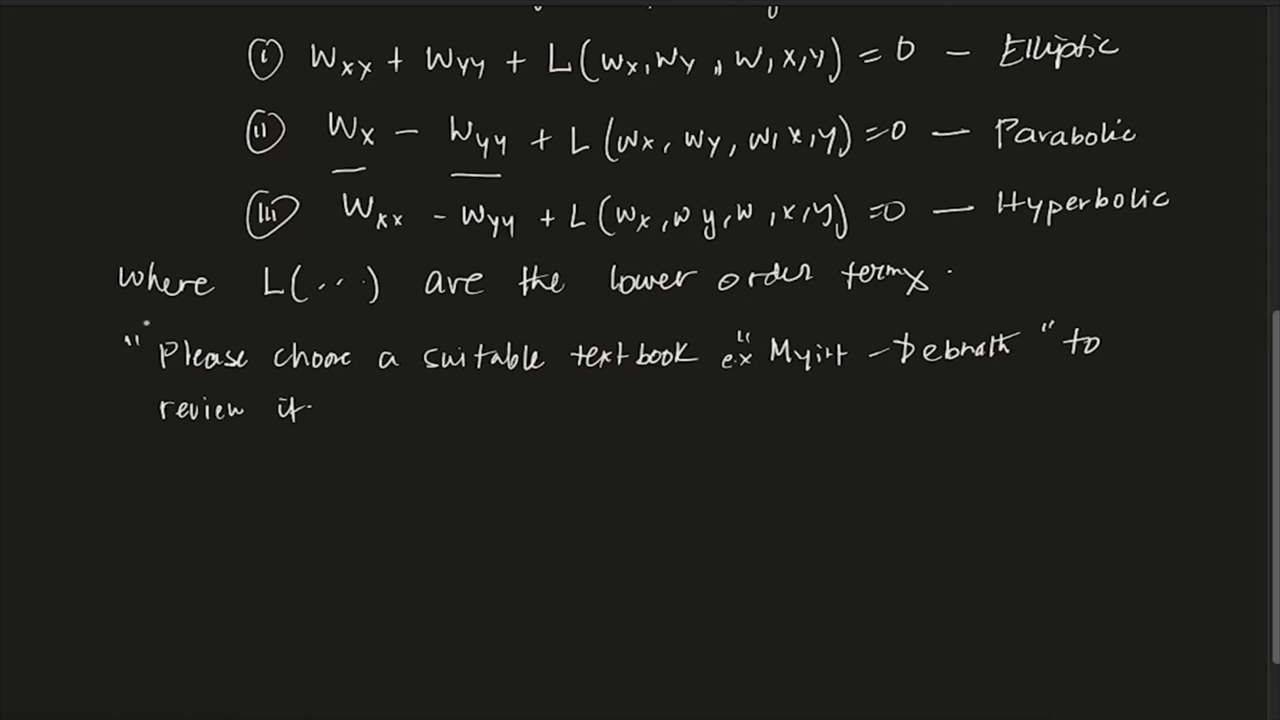 (i) Wxx + Wyy + L(wx, wy, w, x, y) = 0 – Elliptic
(ii) Wx – Wyy + L(wx, wy, w, x, y) = 0 – Parabolic
(iii) Wxx – Wyy + L(wx, wy, w, x, y) = 0 – Hyperbolic
where L(...) are the lower order terms.
"Please choose a suitable textbook ex "Myint – Debnath" to
review it.